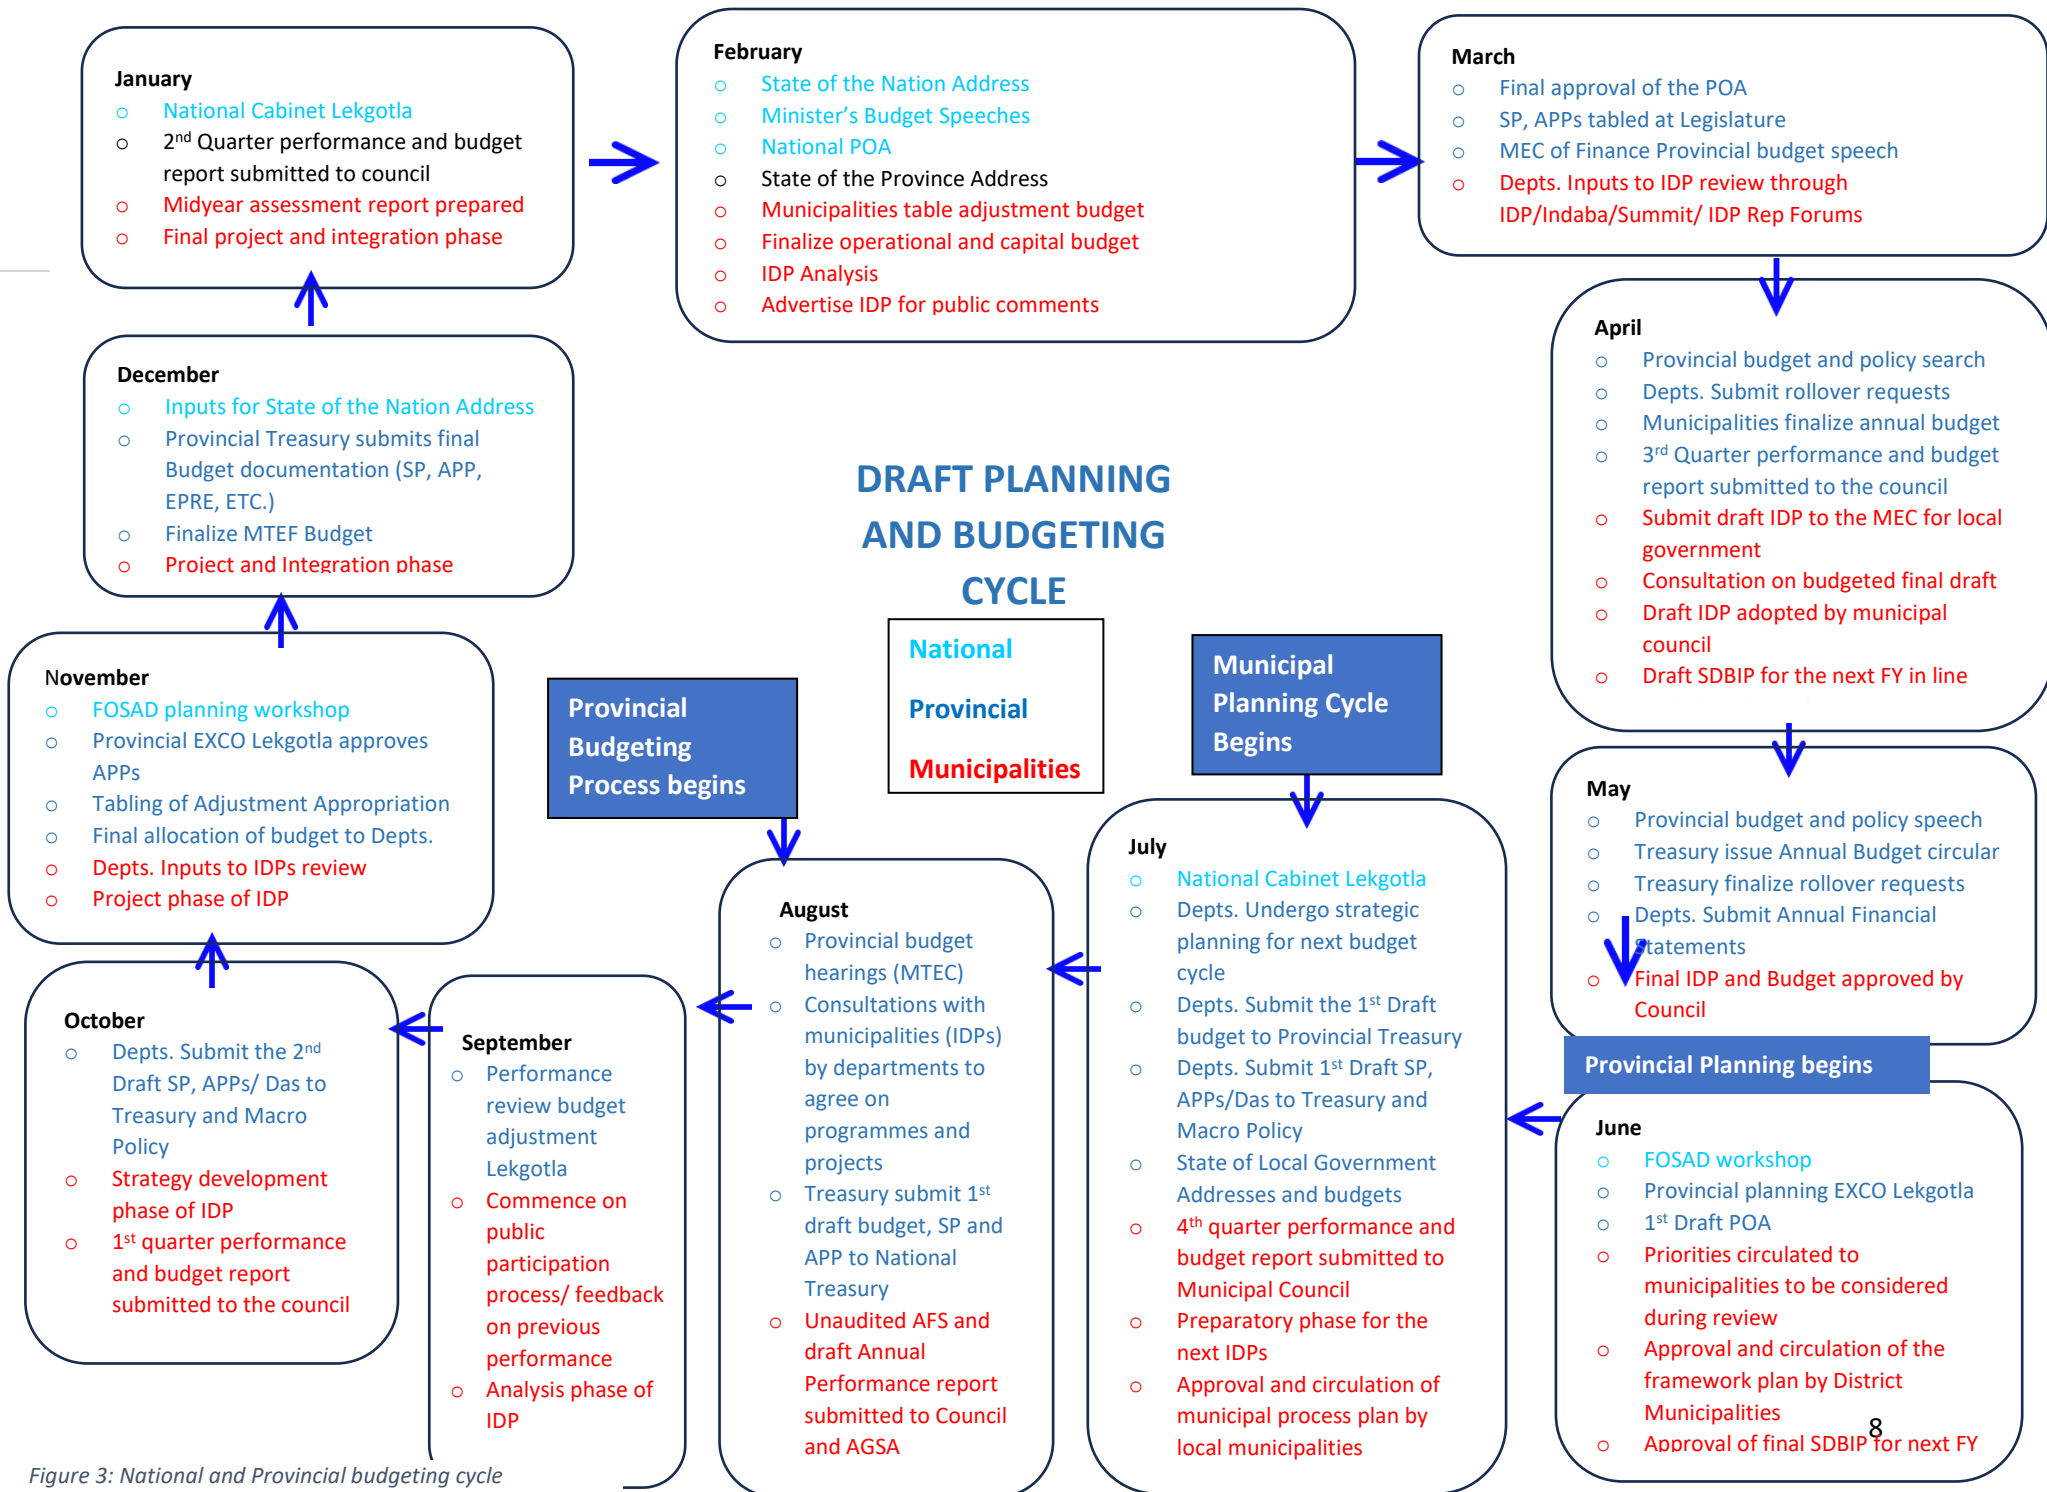 January
o National Cabinet Lekgotla
o 2nd Quarter performance and budget
report submitted to council
o Midyear assessment report prepared
o Final project and integration phase
February
o State of the Nation Address
o Minister’s Budget Speeches
o National POA
o State of the Province Address
o Municipalities table adjustment budget
o Finalize operational and capital budget
o IDP Analysis
o Advertise IDP for public comments
March
o Final approval of the POA
o SP, APPs tabled at Legislature
o MEC of Finance Provincial budget speech
o Depts. Inputs to IDP review through
IDP/Indaba/Summit/ IDP Rep Forums
April
o Provincial budget and policy search
o Depts. Submit rollover requests
o Municipalities finalize annual budget
o 3rd Quarter performance and budget
report submitted to the council
o Submit draft IDP to the MEC for local
government
o Consultation on budgeted final draft
o Draft IDP adopted by municipal
council
o Draft SDBIP for the next FY in line
December
o Inputs for State of the Nation Address
o Provincial Treasury submits final
Budget documentation (SP, APP,
EPRE, ETC.)
o Finalize MTEF Budget
o Project and Integration phase
DRAFT PLANNING
AND BUDGETING
CYCLE
National
Provincial
Municipalities
Provincial
Budgeting
Process begins
Municipal
Planning Cycle
Begins
November
o FOSAD planning workshop
o Provincial EXCO Lekgotla approves
APPs
o Tabling of Adjustment Appropriation
o Final allocation of budget to Depts.
o Depts. Inputs to IDPs review
o Project phase of IDP
May
o Provincial budget and policy speech
o Treasury issue Annual Budget circular
o Treasury finalize rollover requests
o Depts. Submit Annual Financial
Statements
o Final IDP and Budget approved by
Council
Provincial Planning begins
June
o FOSAD workshop
o Provincial planning EXCO Lekgotla
o 1st Draft POA
o Priorities circulated to
municipalities to be considered
during review
o Approval and circulation of the
framework plan by District
Municipalities
o Approval of final SDBIP for next FY
July
o National Cabinet Lekgotla
o Depts. Undergo strategic
planning for next budget
cycle
o Depts. Submit the 1st Draft
budget to Provincial Treasury
o Depts. Submit 1st Draft SP,
APPs/Das to Treasury and
Macro Policy
o State of Local Government
Addresses and budgets
o 4th quarter performance and
budget report submitted to
Municipal Council
o Preparatory phase for the
next IDPs
o Approval and circulation of
municipal process plan by
local municipalities
August
o Provincial budget
hearings (MTEC)
o Consultations with
municipalities (IDPs)
by departments to
agree on
programmes and
projects
o Treasury submit 1st
draft budget, SP and
APP to National
Treasury
o Unaudited AFS and
draft Annual
Performance report
submitted to Council
and AGSA
September
o Performance
review budget
adjustment
Lekgotla
o Commence on
public
participation
process/ feedback
on previous
performance
o Analysis phase of
IDP
October
o Depts. Submit the 2nd
Draft SP, APPs/ Das to
Treasury and Macro
Policy
o Strategy development
phase of IDP
o 1st quarter performance
and budget report
submitted to the council
8
Figure 3: National and Provincial budgeting cycle